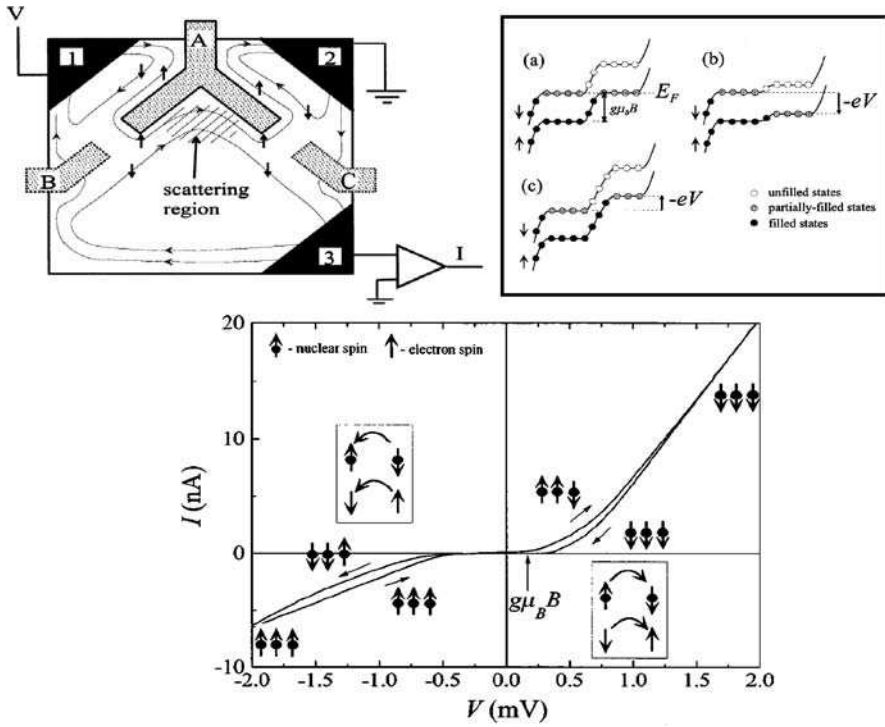 V
1
A
2
B
C
scattering
region
3
I
(a)
E_F
gμ_BB
(b)
-eV
(c)
-eV
unfilled states
partially-filled states
filled states
20
- nuclear spin
- electron spin
10
I (nA)
0
gμ_B B
-10
-2.0 -1.5 -1.0 -0.5 0.0 0.5 1.0 1.5 2.0
V (mV)